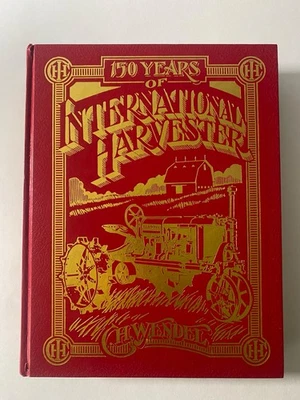 150 YEARS
OF
INTERNATIONAL
HARVESTER
C.H. WENDEL